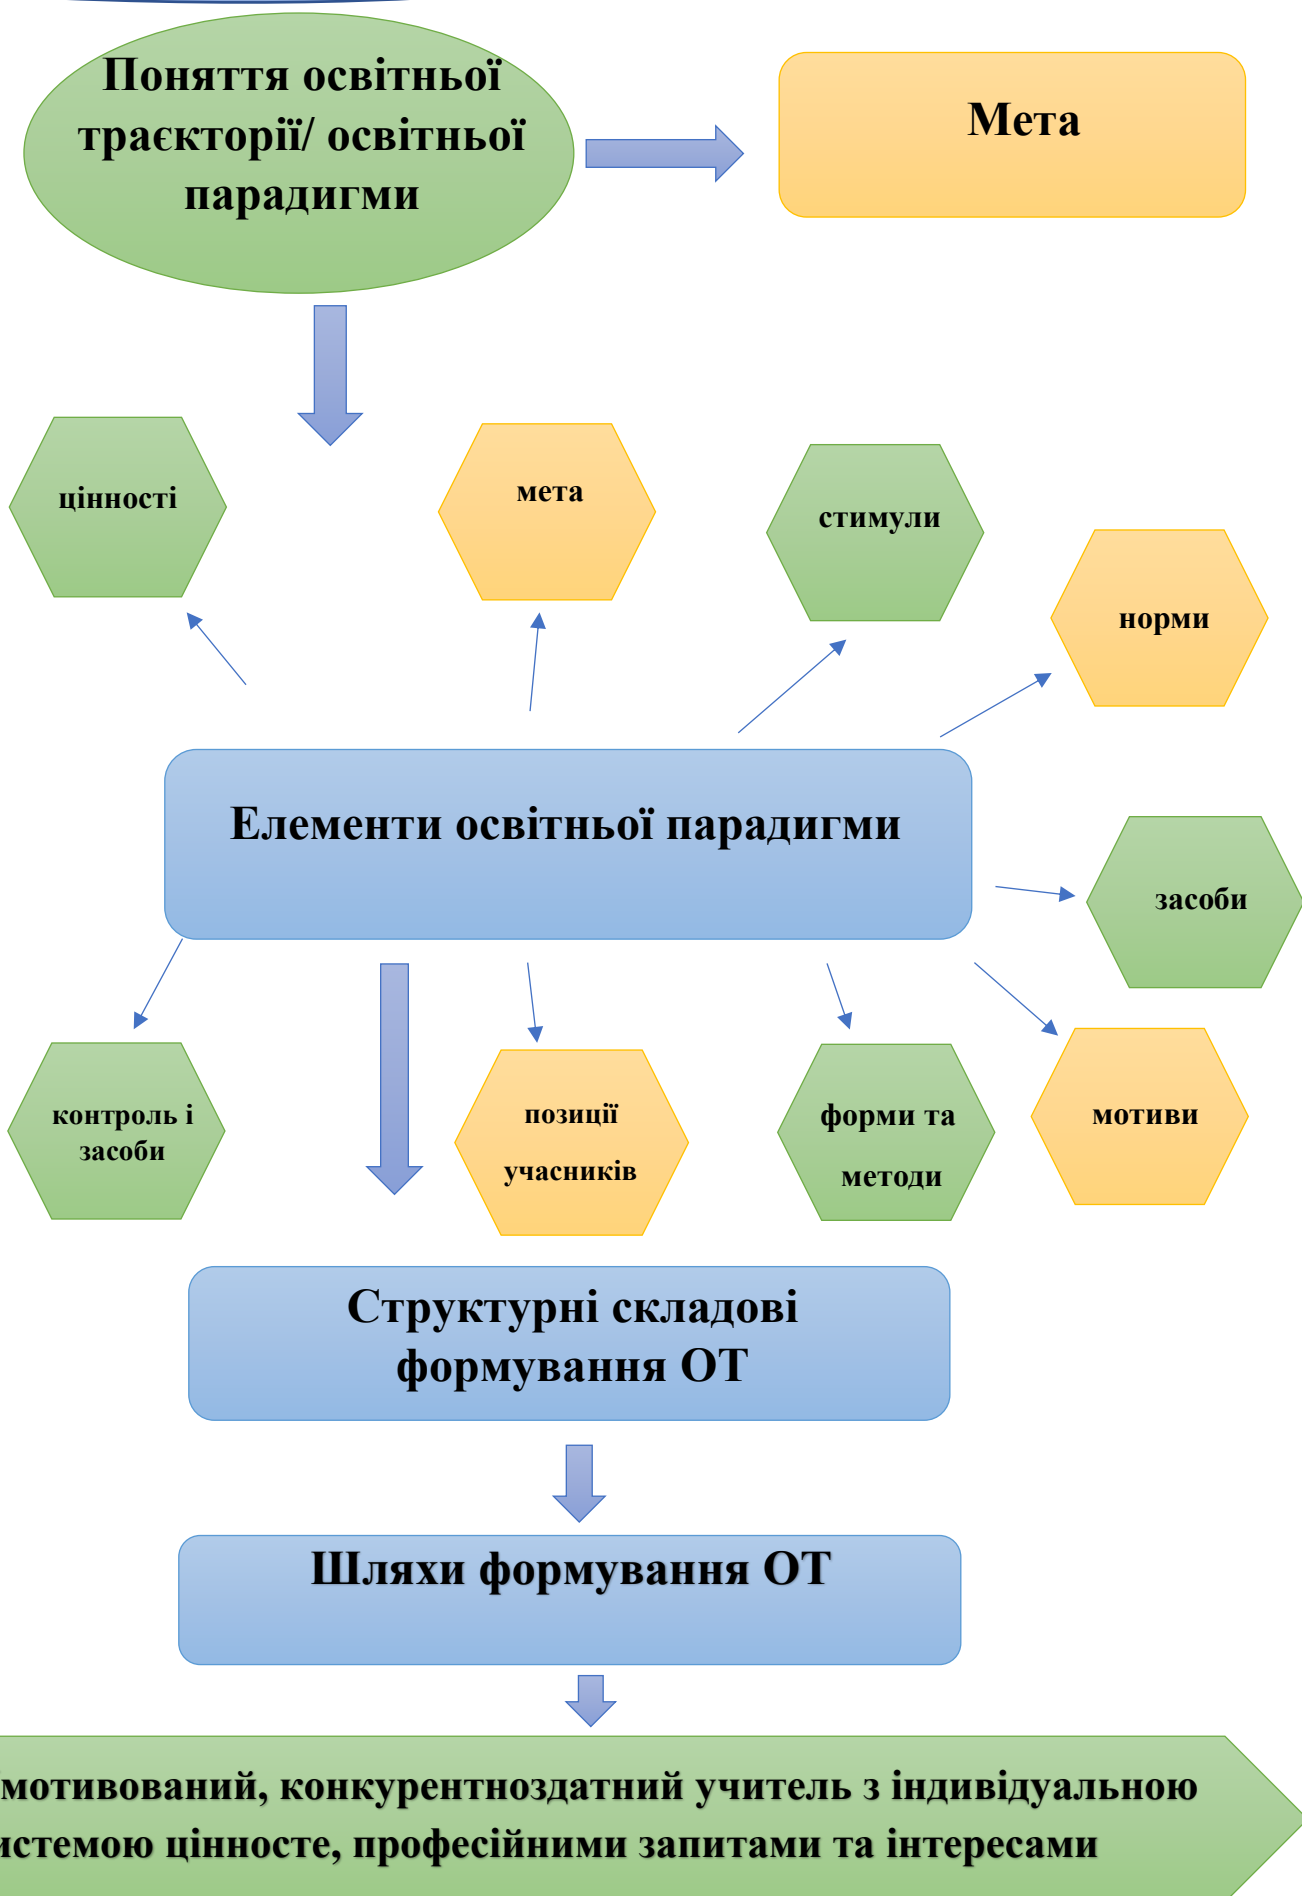 Поняття освітньої
траєкторії/ освітньої
парадигми
Мета
цінності
мета
стимули
норми
Елементи освітньої парадигми
засоби
контроль і
засоби
позиції
учасників
форми та
методи
мотиви
Структурні складові
формування ОТ
Шляхи формування ОТ
мотивований, конкурентноздатний учитель з індивідуальною
истемою цінносте, професійними запитами та інтересами